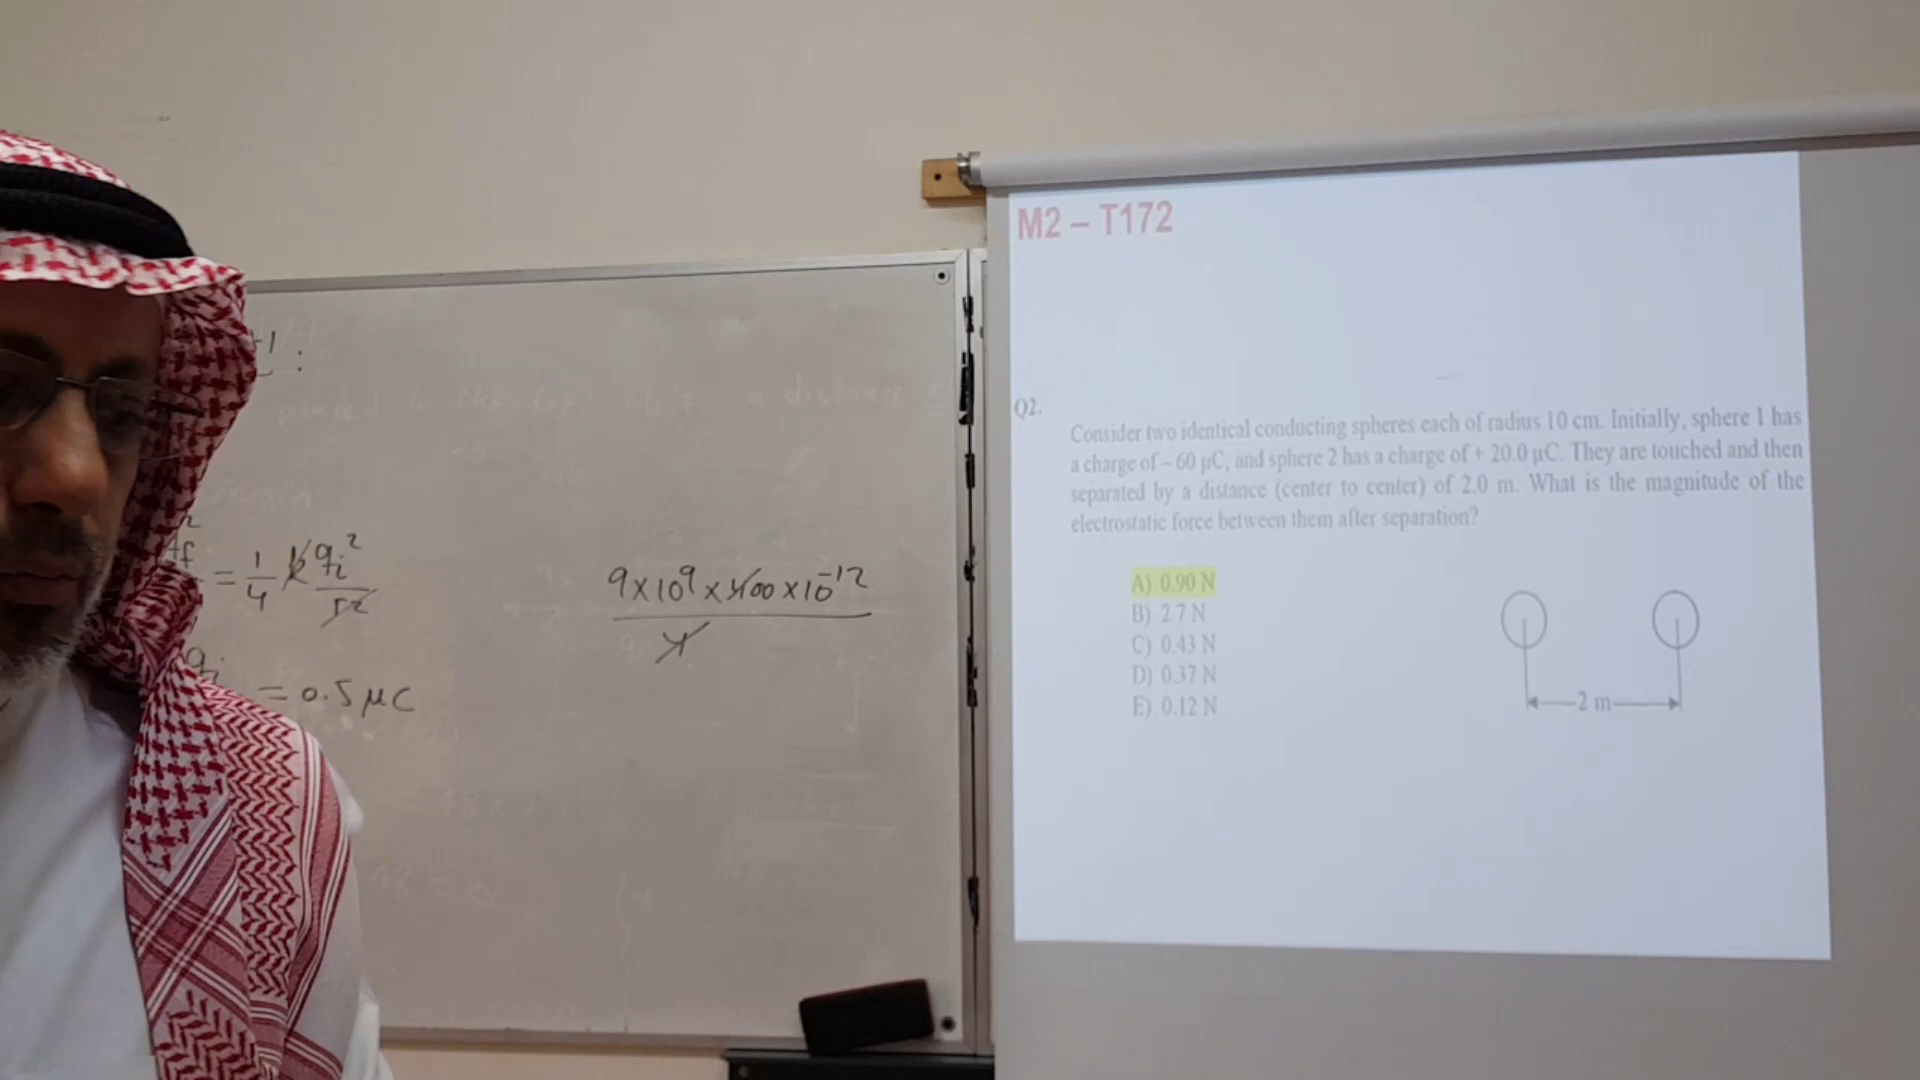 -1 :
= 1/4 k qi²/r²
qi = 0.5 μC
9x10⁹ x 400 x 10⁻¹²
4
M2 – T172
Q2.
Consider two identical conducting spheres each of radius 10 cm. Initially, sphere 1 has
a charge of – 60 μC, and sphere 2 has a charge of + 20.0 μC. They are touched and then
separated by a distance (center to center) of 2.0 m. What is the magnitude of the
electrostatic force between them after separation?
A) 0.90 N
B) 2.7 N
C) 0.43 N
D) 0.37 N
E) 0.12 N
2 m